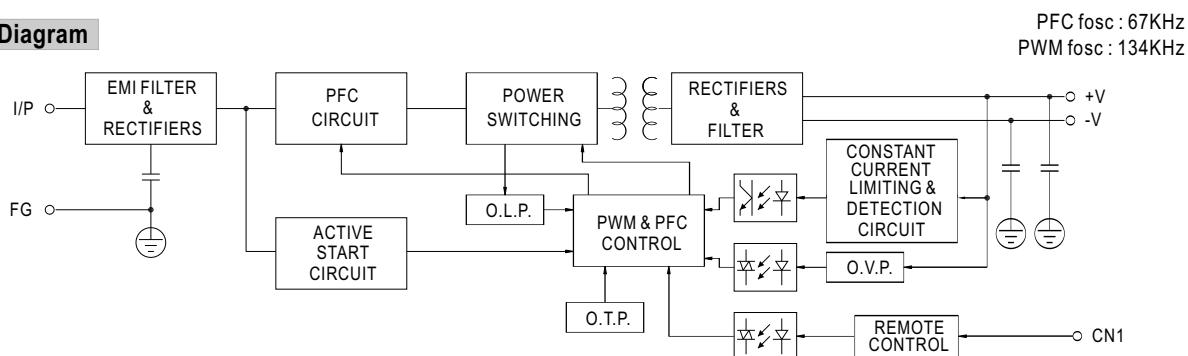 Diagram
PFC fosc : 67KHz
PWM fosc : 134KHz
I/P
EMI FILTER
&
RECTIFIERS
PFC
CIRCUIT
POWER
SWITCHING
RECTIFIERS
&
FILTER
+V
-V
CONSTANT
CURRENT
LIMITING &
DETECTION
CIRCUIT
FG
O.L.P.
PWM & PFC
CONTROL
ACTIVE
START
CIRCUIT
O.V.P.
O.T.P.
REMOTE
CONTROL
CN1